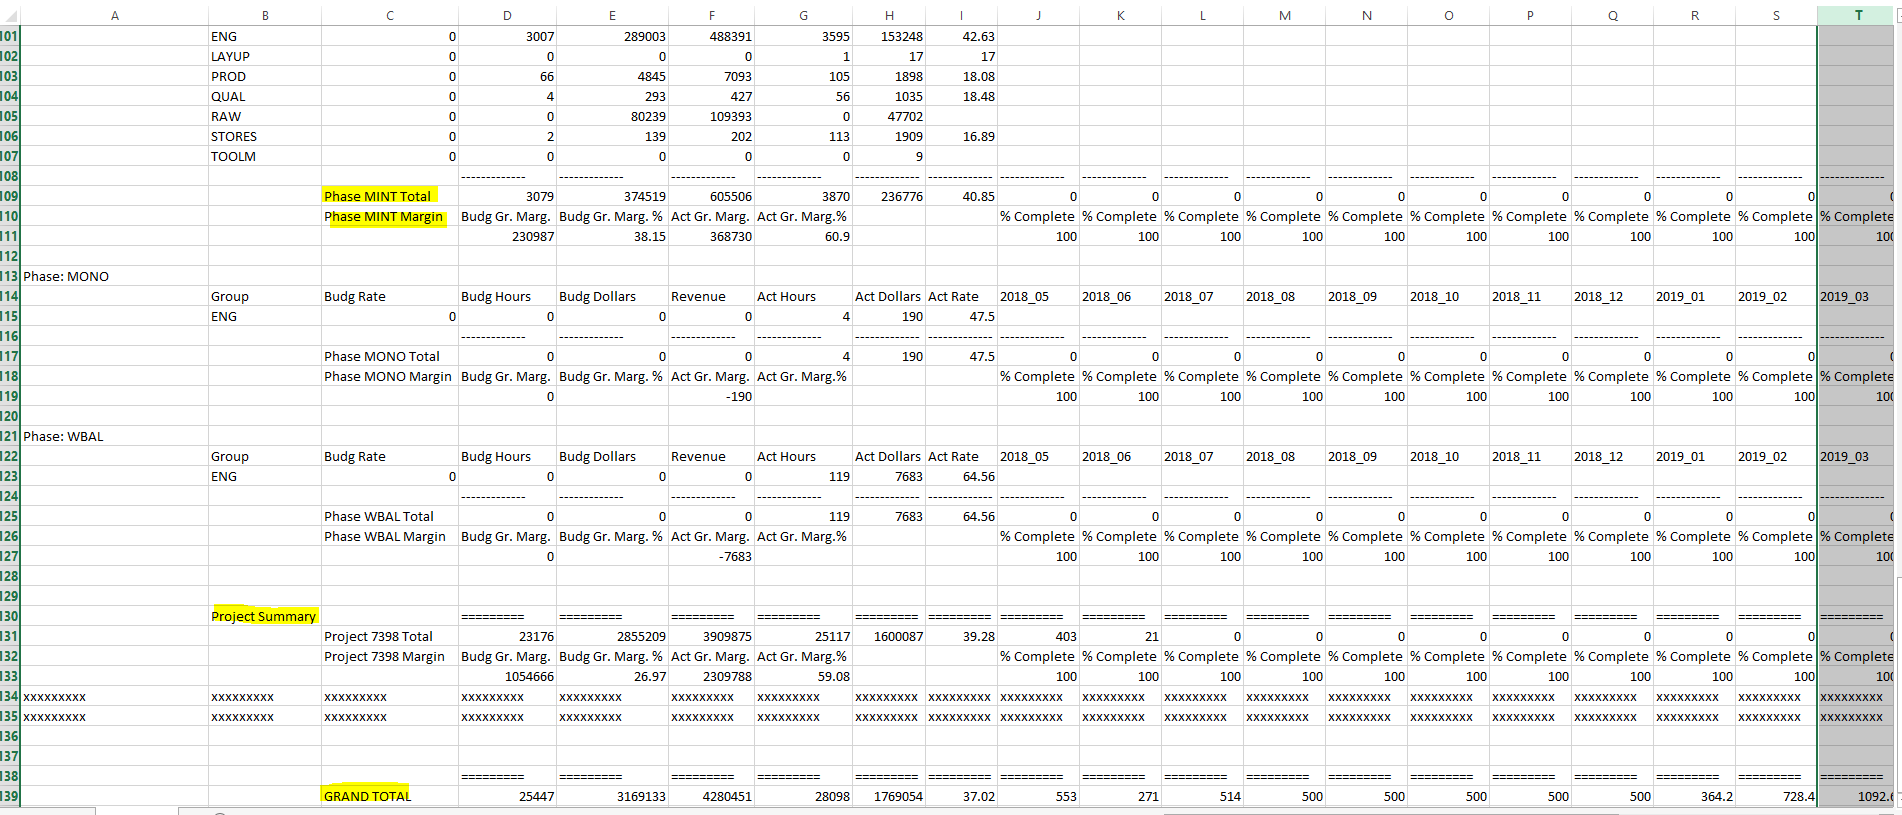 A B C D E F G H I J K L M N O P Q R S T
101 ENG 0 3007 289003 488391 3595 153248 42.63
102 LAYUP 0 0 0 0 1 17 17
103 PROD 0 66 4845 7093 105 1898 18.08
104 QUAL 0 4 293 427 56 1035 18.48
105 RAW 0 0 80239 109393 0 47702
106 STORES 0 2 139 202 113 1909 16.89
107 TOOLM 0 0 0 0 0 9
108 ------------- ------------- ------------- ------------- ------------- ------------- ------------- ------------- ------------- ------------- ------------- ------------- ------------- ------------- ------------- ------------- -------------
109 Phase MINT Total 3079 374519 605506 3870 236776 40.85 0 0 0 0 0 0 0 0 0 0 0
110 Phase MINT Margin Budg Gr. Marg. Budg Gr. Marg. % Act Gr. Marg. Act Gr. Marg.% % Complete % Complete % Complete % Complete % Complete % Complete % Complete % Complete % Complete % Complete % Complete
111 230987 38.15 368730 60.9 100 100 100 100 100 100 100 100 100 100 100
112
113 Phase: MONO
114 Group Budg Rate Budg Hours Budg Dollars Revenue Act Hours Act Dollars Act Rate 2018_05 2018_06 2018_07 2018_08 2018_09 2018_10 2018_11 2018_12 2019_01 2019_02 2019_03
115 ENG 0 0 0 0 4 190 47.5
116 ------------- ------------- ------------- ------------- ------------- ------------- ------------- ------------- ------------- ------------- ------------- ------------- ------------- ------------- ------------- ------------- -------------
117 Phase MONO Total 0 0 0 4 190 47.5 0 0 0 0 0 0 0 0 0 0 0
118 Phase MONO Margin Budg Gr. Marg. Budg Gr. Marg. % Act Gr. Marg. Act Gr. Marg.% % Complete % Complete % Complete % Complete % Complete % Complete % Complete % Complete % Complete % Complete % Complete
119 0 -190 100 100 100 100 100 100 100 100 100 100 100
120
121 Phase: WBAL
122 Group Budg Rate Budg Hours Budg Dollars Revenue Act Hours Act Dollars Act Rate 2018_05 2018_06 2018_07 2018_08 2018_09 2018_10 2018_11 2018_12 2019_01 2019_02 2019_03
123 ENG 0 0 0 0 119 7683 64.56
124 ------------- ------------- ------------- ------------- ------------- ------------- ------------- ------------- ------------- ------------- ------------- ------------- ------------- ------------- ------------- ------------- -------------
125 Phase WBAL Total 0 0 0 119 7683 64.56 0 0 0 0 0 0 0 0 0 0 0
126 Phase WBAL Margin Budg Gr. Marg. Budg Gr. Marg. % Act Gr. Marg. Act Gr. Marg.% % Complete % Complete % Complete % Complete % Complete % Complete % Complete % Complete % Complete % Complete % Complete
127 0 -7683 100 100 100 100 100 100 100 100 100 100 100
128
129
130 Project Summary ========= ========= ========= ========= ========= ========= ========= ========= ========= ========= ========= ========= ========= ========= ========= ========= =========
131 Project 7398 Total 23176 2855209 3909875 25117 1600087 39.28 403 21 0 0 0 0 0 0 0 0 0
132 Project 7398 Margin Budg Gr. Marg. Budg Gr. Marg. % Act Gr. Marg. Act Gr. Marg.% % Complete % Complete % Complete % Complete % Complete % Complete % Complete % Complete % Complete % Complete % Complete
133 1054666 26.97 2309788 59.08 100 100 100 100 100 100 100 100 100 100 100
134 xxxxxxxxx xxxxxxxxx xxxxxxxxx xxxxxxxxx xxxxxxxxx xxxxxxxxx xxxxxxxxx xxxxxxxxx xxxxxxxxx xxxxxxxxx xxxxxxxxx xxxxxxxxx xxxxxxxxx xxxxxxxxx xxxxxxxxx xxxxxxxxx xxxxxxxxx xxxxxxxxx xxxxxxxxx xxxxxxxxx
135 xxxxxxxxx xxxxxxxxx xxxxxxxxx xxxxxxxxx xxxxxxxxx xxxxxxxxx xxxxxxxxx xxxxxxxxx xxxxxxxxx xxxxxxxxx xxxxxxxxx xxxxxxxxx xxxxxxxxx xxxxxxxxx xxxxxxxxx xxxxxxxxx xxxxxxxxx xxxxxxxxx xxxxxxxxx xxxxxxxxx
136
137
138 ========= ========= ========= ========= ========= ========= ========= ========= ========= ========= ========= ========= ========= ========= ========= ========= =========
139 GRAND TOTAL 25447 3169133 4280451 28098 1769054 37.02 553 271 514 500 500 500 500 500 364.2 728.4